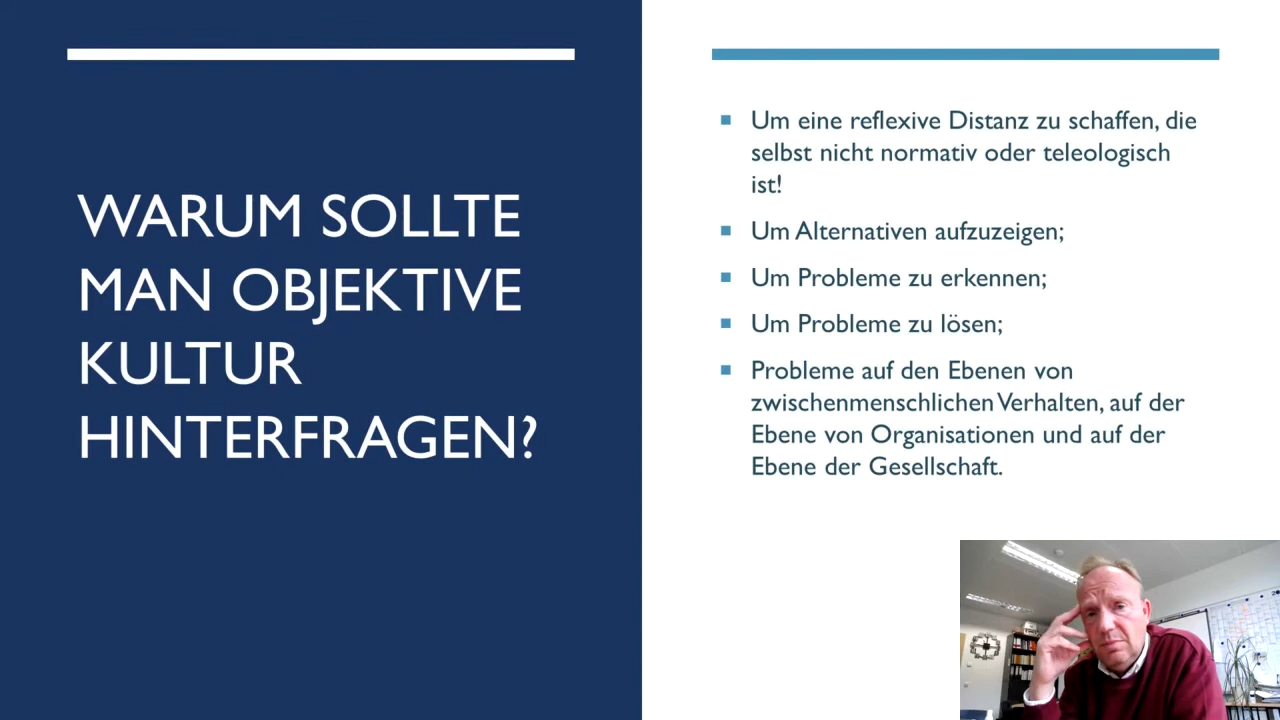 WARUM SOLLTE
MAN OBJEKTIVE
KULTUR
HINTERFRAGEN?
Um eine reflexive Distanz zu schaffen, die
selbst nicht normativ oder teleologisch
ist!
Um Alternativen aufzuzeigen;
Um Probleme zu erkennen;
Um Probleme zu lösen;
Probleme auf den Ebenen von
zwischenmenschlichen Verhalten, auf der
Ebene von Organisationen und auf der
Ebene der Gesellschaft.